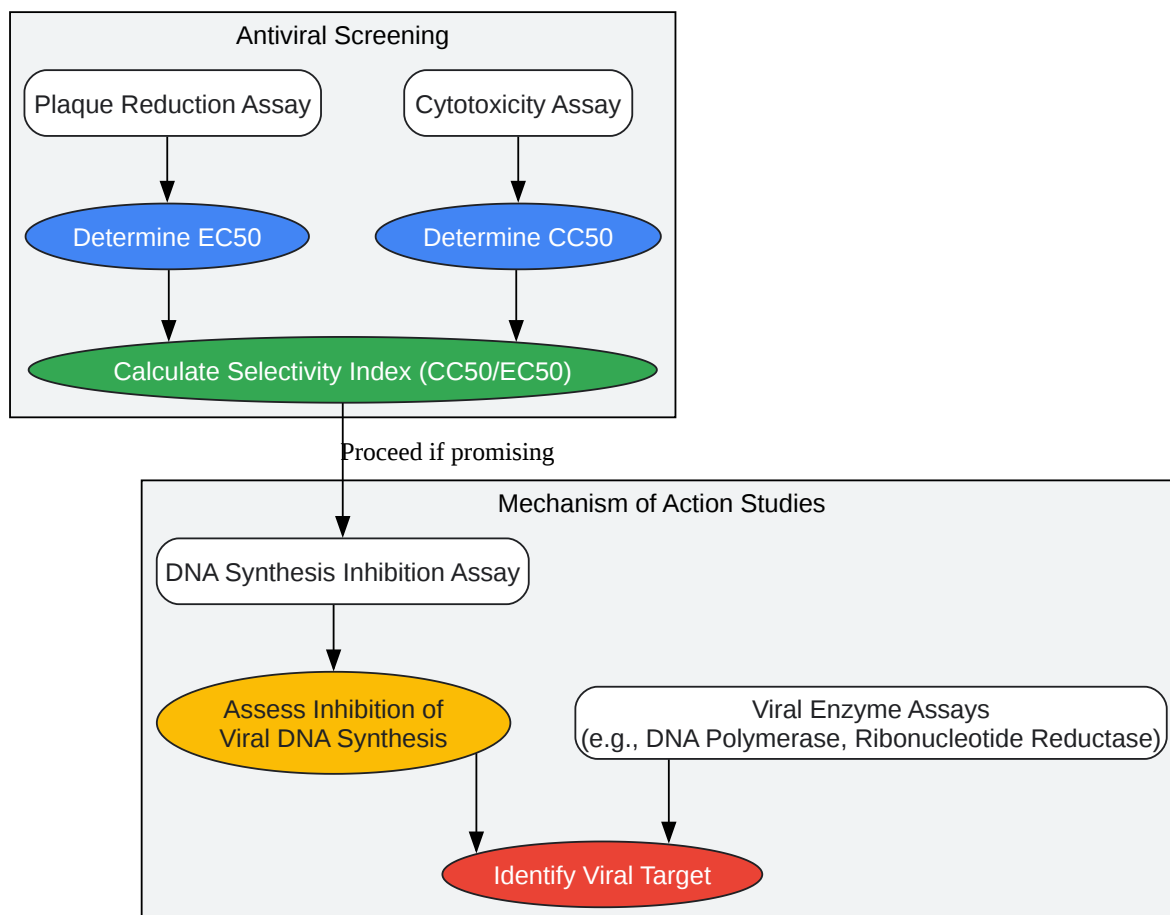 Antiviral Screening
Plaque Reduction Assay
Cytotoxicity Assay
Determine EC50
Determine CC50
Calculate Selectivity Index (CC50/EC50)
Proceed if promising
Mechanism of Action Studies
DNA Synthesis Inhibition Assay
Assess Inhibition of
Viral DNA Synthesis
Viral Enzyme Assays
(e.g., DNA Polymerase, Ribonucleotide Reductase)
Identify Viral Target